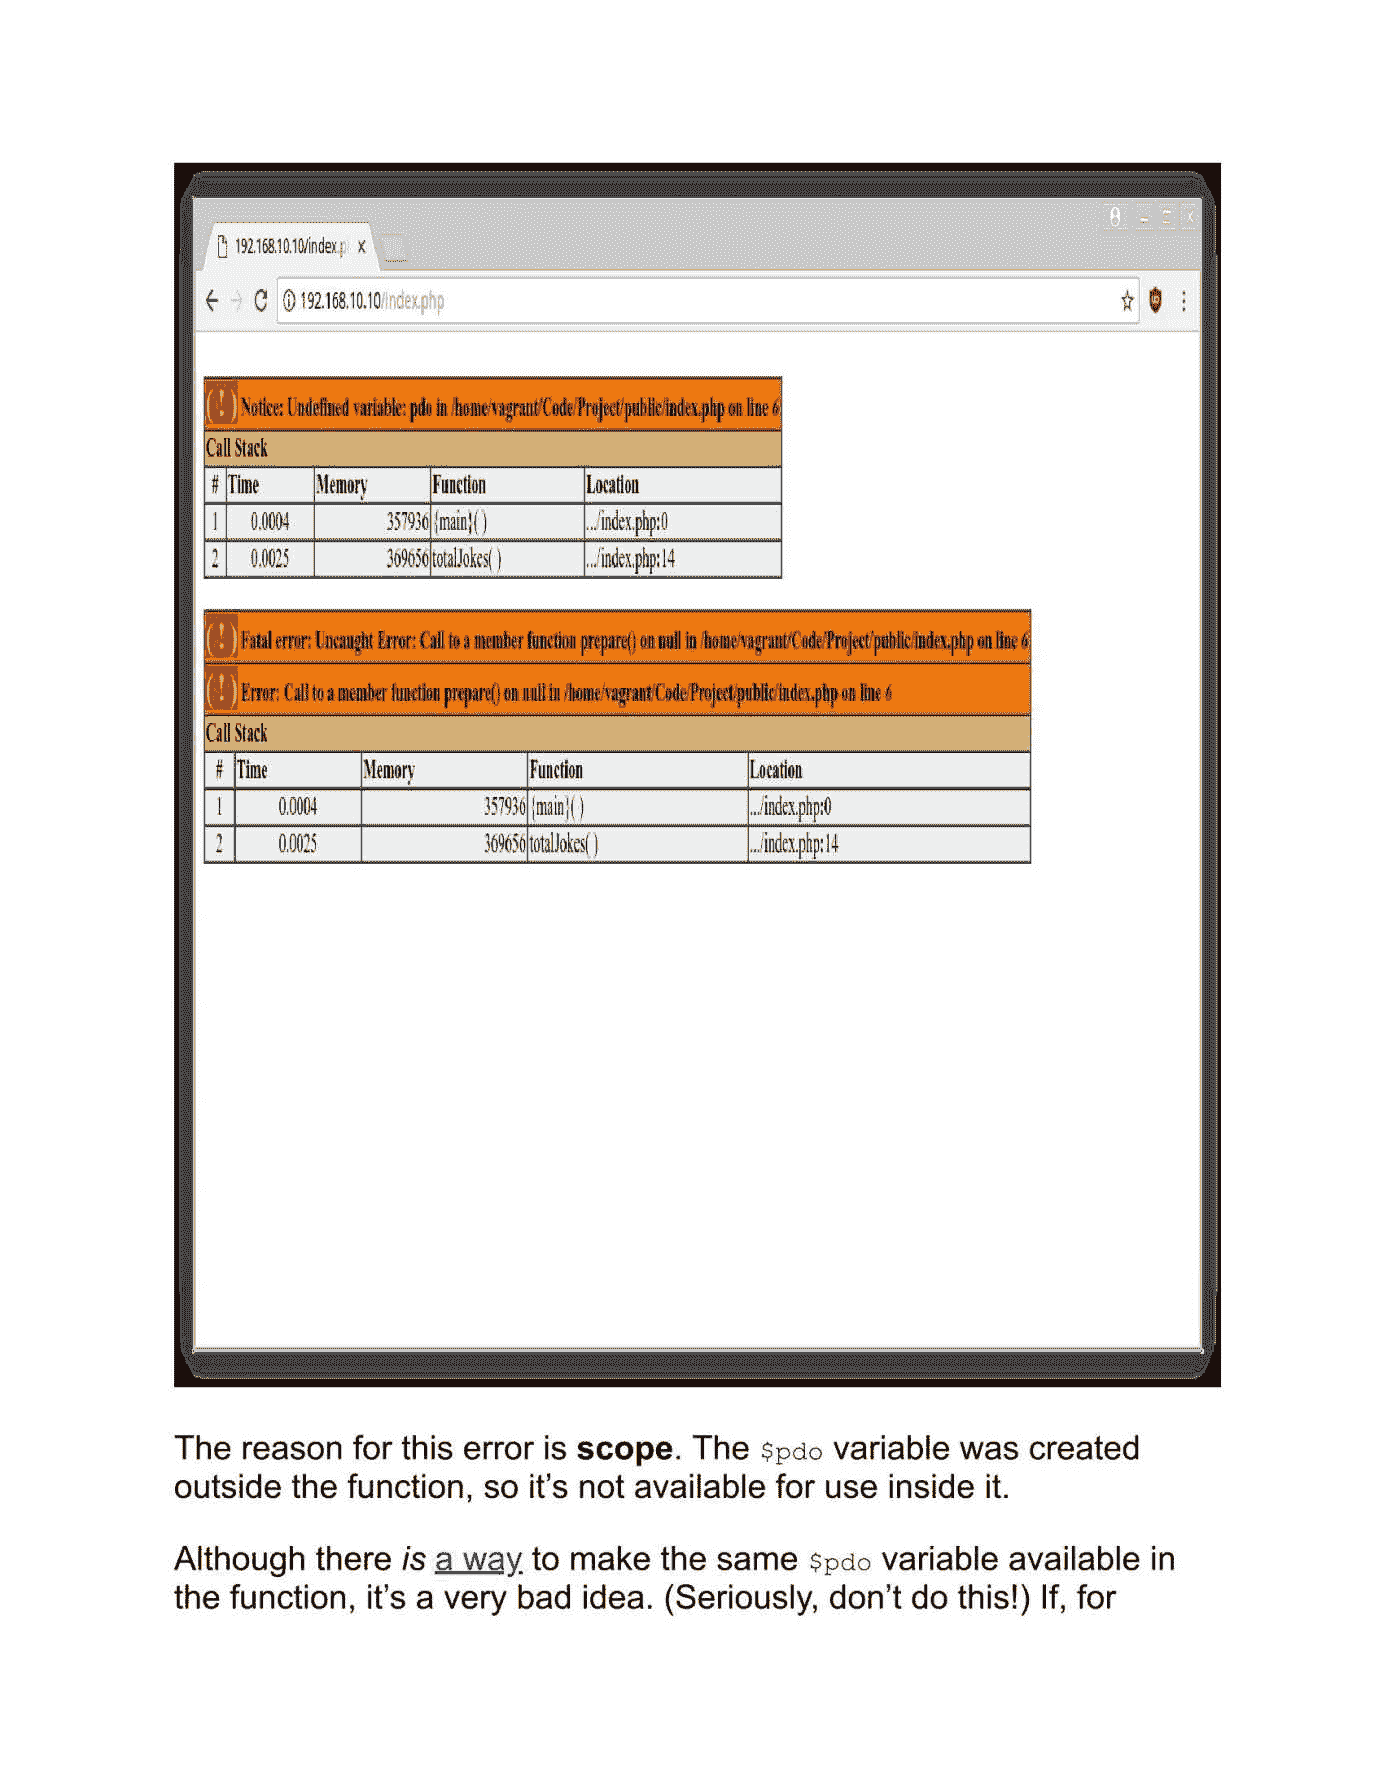 192.168.10.10/index.p x
192.168.10.10/index.php
(!) Notice: Undefined variable: pdo in /home/vagrant/Code/Project/public/index.php on line 6
Call Stack
# Time Memory Function Location
1 0.0004 357936 {main}( ) .../index.php:0
2 0.0025 369656 totalJokes( ) .../index.php:14
(!) Fatal error: Uncaught Error: Call to a member function prepare() on null in /home/vagrant/Code/Project/public/index.php on line 6
(!) Error: Call to a member function prepare() on null in /home/vagrant/Code/Project/public/index.php on line 6
Call Stack
# Time Memory Function Location
1 0.0004 357936 {main}( ) .../index.php:0
2 0.0025 369656 totalJokes( ) .../index.php:14
The reason for this error is scope. The $pdo variable was created
outside the function, so it’s not available for use inside it.
Although there is a way to make the same $pdo variable available in
the function, it’s a very bad idea. (Seriously, don’t do this!) If, for